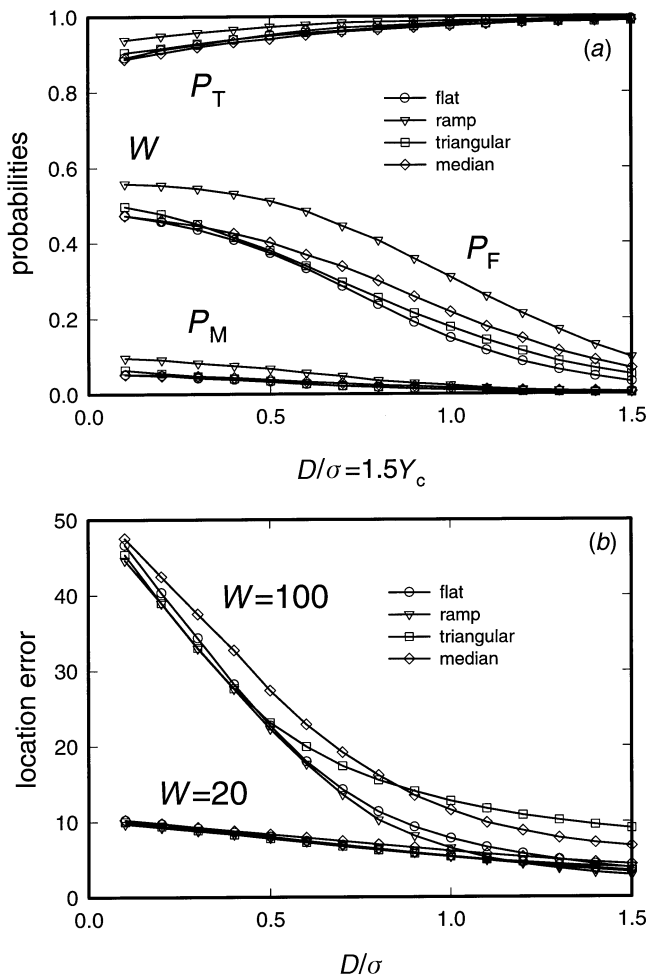 1.0
0.8
0.6
0.4
0.2
0.0
probabilities
(a)
P_T
W
P_F
P_M
flat
ramp
triangular
median
0.0
0.5
1.0
1.5
D/σ=1.5Y_c
50
40
30
20
10
0
location error
(b)
W=100
W=20
flat
ramp
triangular
median
0.0
0.5
1.0
1.5
D/σ